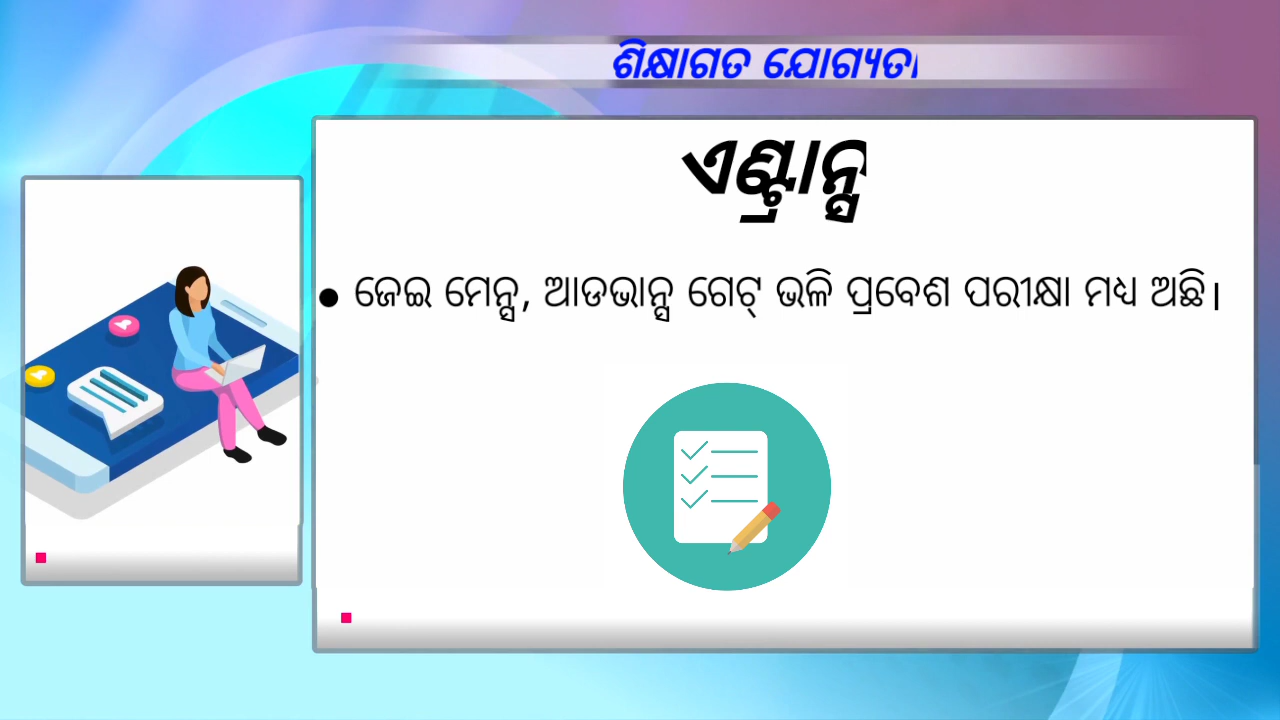 ଶିକ୍ଷାଗତ ଯୋଗ୍ୟତା
ଏଣ୍ଟ୍ରାନ୍ସ
• ଜେଇ ମେନ୍ସ, ଆଡଭାନ୍ସ ଗେଟ୍ ଭଳି ପ୍ରବେଶ ପରୀକ୍ଷା ମଧ୍ୟ ଅଛି।